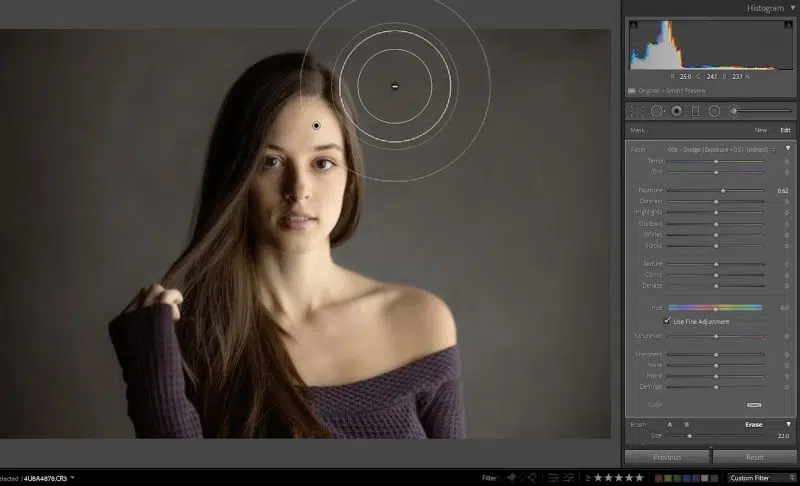 Histogram
R 25.0 G 24.1 B 23.1 %
Original + Smart Preview
Mask: New Edit
Reset 00a - Dodge (Exposure +0.5) (edited)
Temp 0
Tint 0
Exposure 0.62
Contrast 0
Highlights 0
Shadows 0
Whites 0
Blacks 0
Texture 0
Clarity 0
Dehaze 0
Hue 0.0
Use Fine Adjustment
Saturation 0
Sharpness 0
Noise 0
Moiré 0
Defringe 0
Color
Brush: A B Erase
Size 22.0
Previous Reset
elected / 4U8A4878.CR3
Filter:
Custom Filter